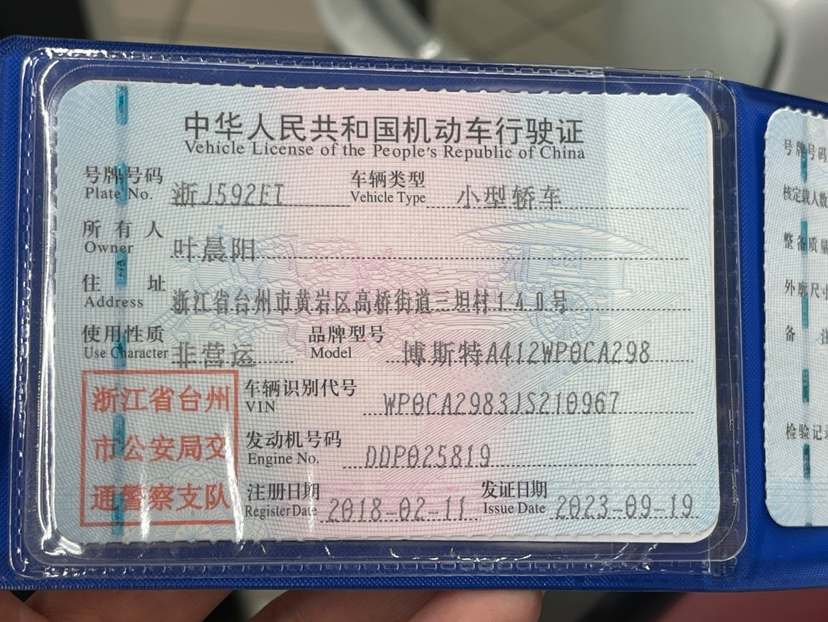 中华人民共和国机动车行驶证
Vehicle License of the People's Republic of China
号牌号码 浙J592ET 车辆类型 小型轿车
Plate No. Vehicle Type
所有人 叶晨阳
Owner
住址 浙江省台州市黄岩区高桥街道三坦村140号
Address
使用性质 非营运 品牌型号 博斯特A412WP0CA298
Use Character Model
浙江省台州
市公安局交
通警察支队
车辆识别代号 WP0CA2983JS210967
VIN
发动机号码 DDP025819
Engine No.
注册日期 2018-02-11 发证日期 2023-09-19
Register Date Issue Date
号牌号码
核定载人数
整备质量
外廓尺寸
备 注
检验记录